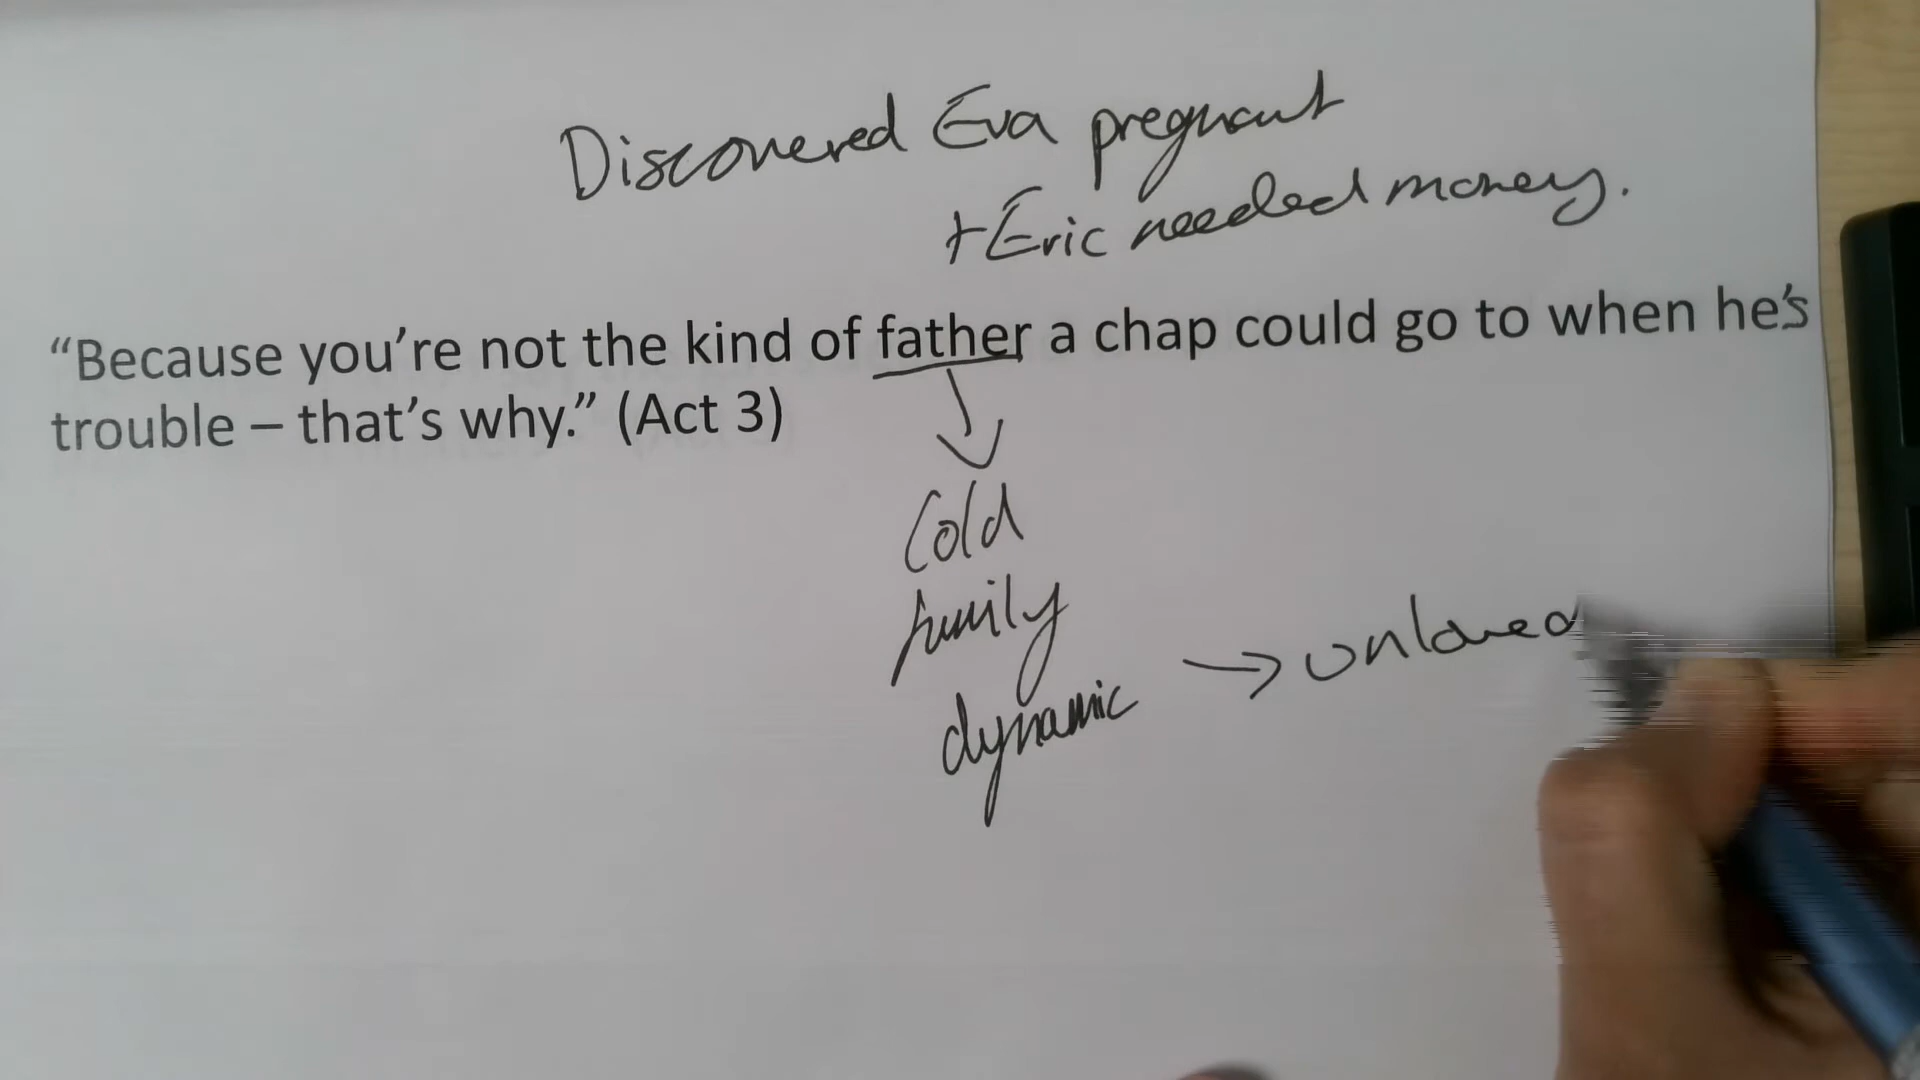 Discovered Eva pregnant
+ Eric needed money.
“Because you’re not the kind of father a chap could go to when he’s
trouble – that’s why.” (Act 3)
Cold
family
dynamic → unloved